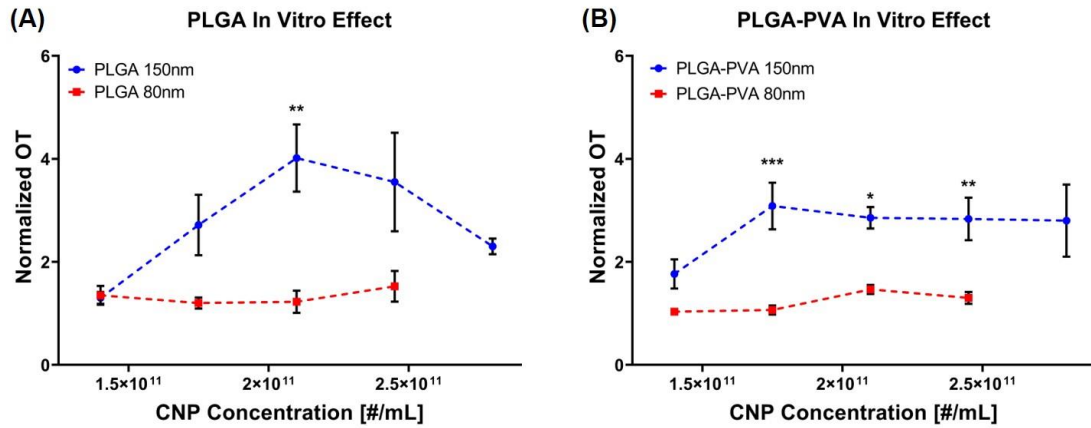 (A)
PLGA In Vitro Effect
6
4
2
0
Normalized OT
PLGA 150nm
PLGA 80nm
**
1.5×10¹¹
2×10¹¹
2.5×10¹¹
CNP Concentration [#/mL]
(B)
PLGA-PVA In Vitro Effect
6
4
2
0
Normalized OT
PLGA-PVA 150nm
PLGA-PVA 80nm
***
*
**
1.5×10¹¹
2×10¹¹
2.5×10¹¹
CNP Concentration [#/mL]